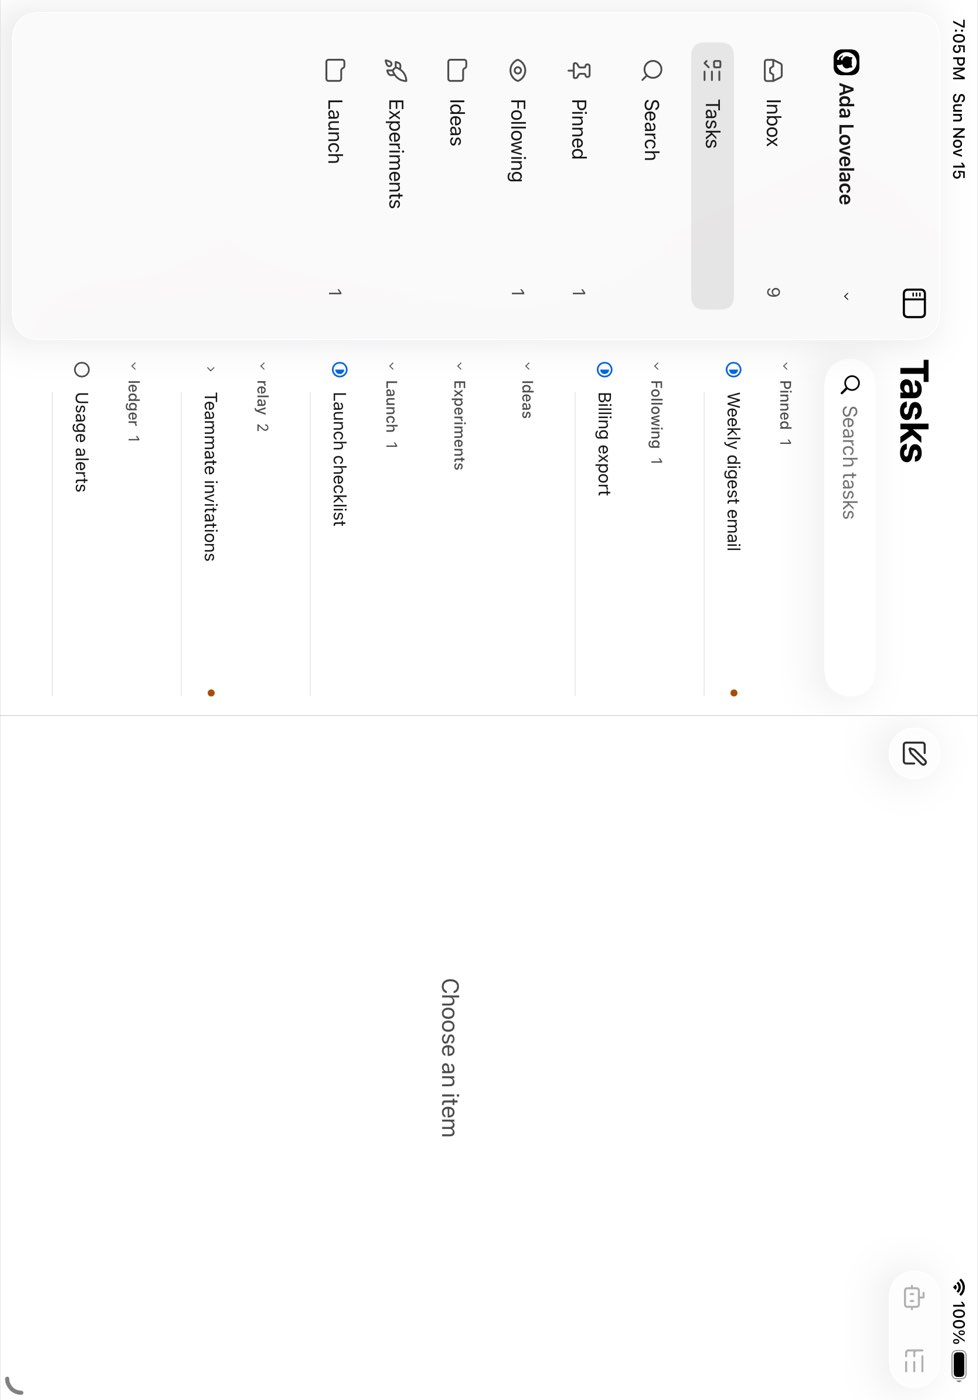 7:05 PM Sun Nov 15
100%
Ada Lovelace
Inbox 9
Tasks
Search
Pinned 1
Following 1
Ideas
Experiments
Launch 1
Tasks
Search tasks
Pinned 1
Weekly digest email
Following 1
Billing export
Ideas
Experiments
Launch 1
Launch checklist
relay 2
Teammate invitations
ledger 1
Usage alerts
Choose an item